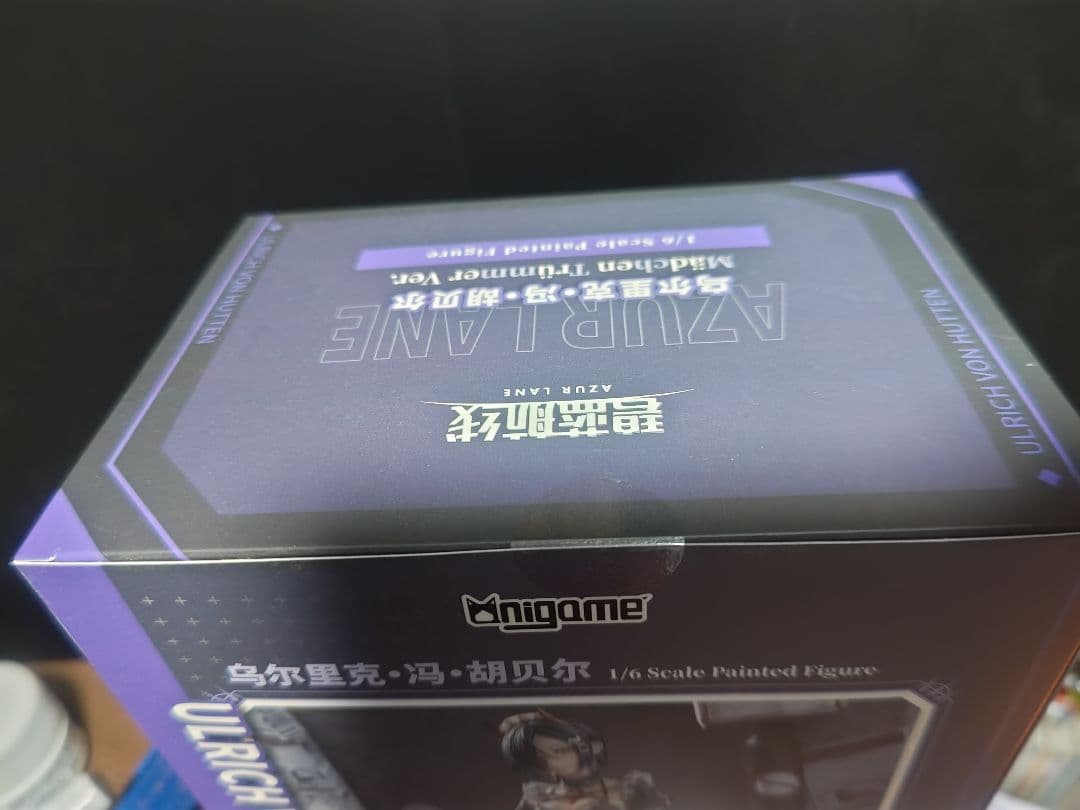 碧蓝航线
AZUR LANE
AZUR LANE
乌尔里克·冯·胡贝尔
Mädchen Trümmer Ver.
1/6 Scale Painted Figure
ULRICH VON HUTTEN
ULRICH VON HUTTEN
Anigame
乌尔里克·冯·胡贝尔 1/6 Scale Painted Figure
ULRICH